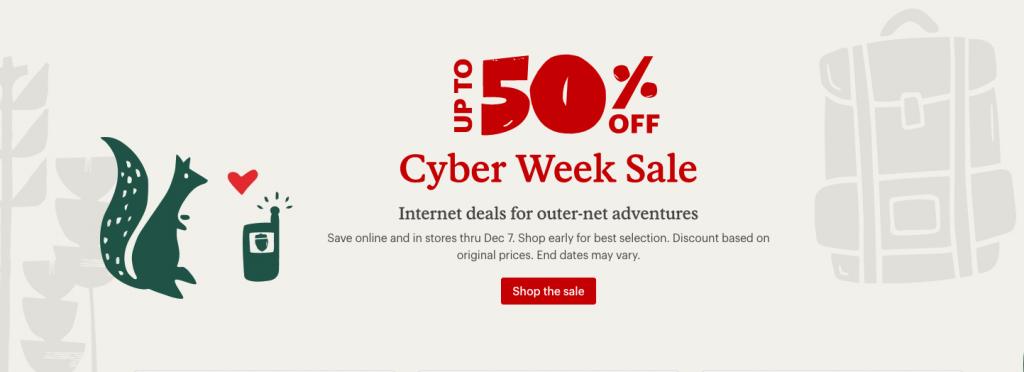 UP TO 50% OFF
Cyber Week Sale
Internet deals for outer-net adventures
Save online and in stores thru Dec 7. Shop early for best selection. Discount based on
original prices. End dates may vary.
Shop the sale